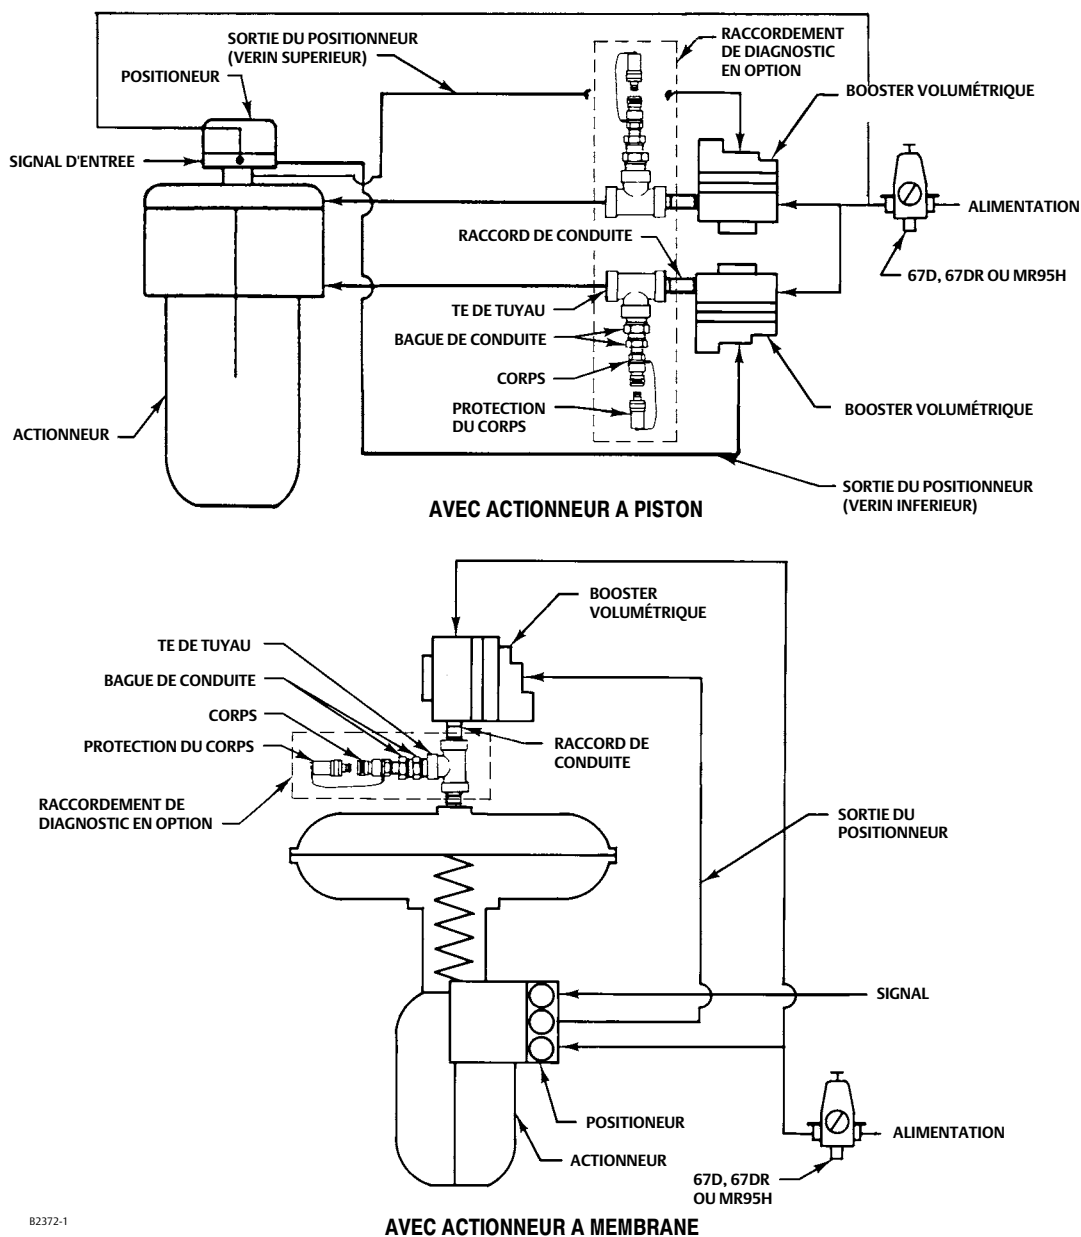 SORTIE DU POSITIONNEUR
(VERIN SUPERIEUR)
POSITIONEUR
SIGNAL D'ENTREE
RACCORDEMENT
DE DIAGNOSTIC
EN OPTION
BOOSTER VOLUMÉTRIQUE
ALIMENTATION
67D, 67DR OU MR95H
RACCORD DE CONDUITE
TE DE TUYAU
BAGUE DE CONDUITE
CORPS
PROTECTION
DU CORPS
BOOSTER VOLUMÉTRIQUE
ACTIONNEUR
SORTIE DU POSITIONNEUR
(VERIN INFERIEUR)
AVEC ACTIONNEUR A PISTON
BOOSTER
VOLUMÉTRIQUE
TE DE TUYAU
BAGUE DE CONDUITE
CORPS
PROTECTION DU CORPS
RACCORD DE
CONDUITE
RACCORDEMENT DE
DIAGNOSTIC EN OPTION
SORTIE DU
POSITIONNEUR
SIGNAL
POSITIONEUR
ALIMENTATION
ACTIONNEUR
67D, 67DR
OU MR95H
B2372-1
AVEC ACTIONNEUR A MEMBRANE